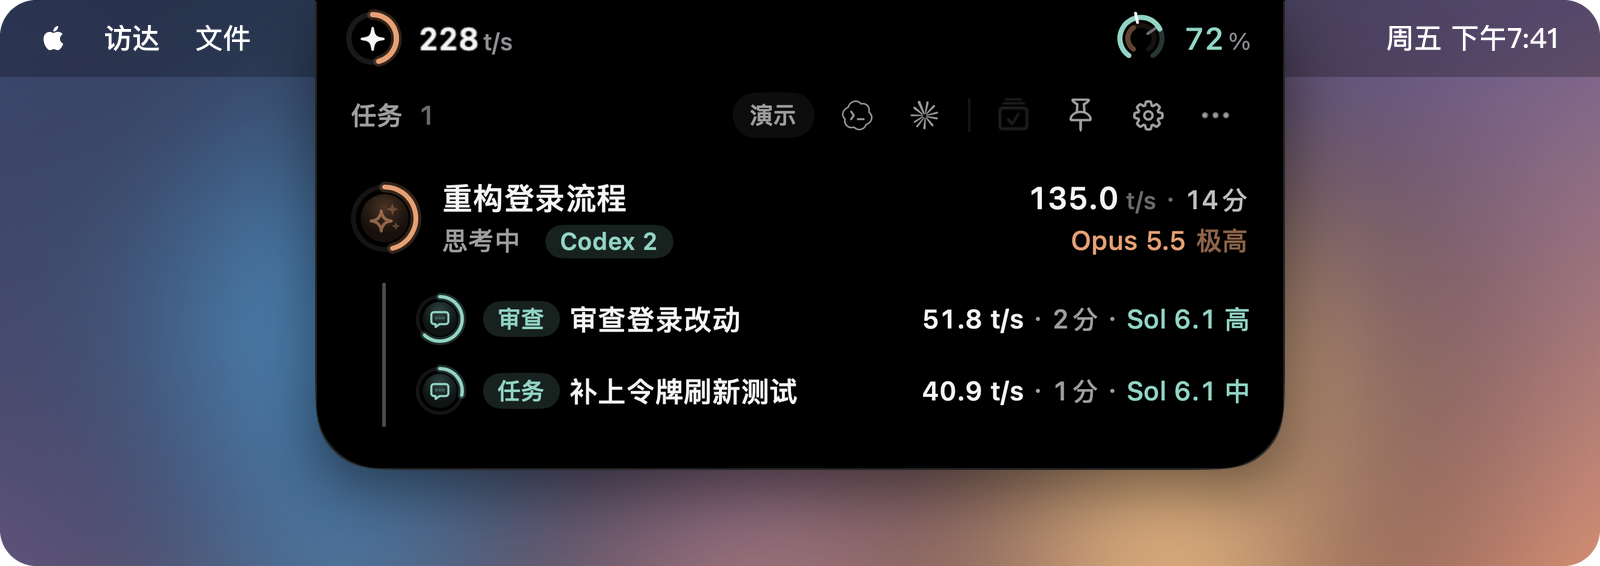 访达 文件 228 t/s 72 % 周五 下午7:41
任务 1 演示
重构登录流程 135.0 t/s · 14分
思考中 Codex 2 Opus 5.5 极高
审查 审查登录改动 51.8 t/s · 2分 · Sol 6.1 高
任务 补上令牌刷新测试 40.9 t/s · 1分 · Sol 6.1 中